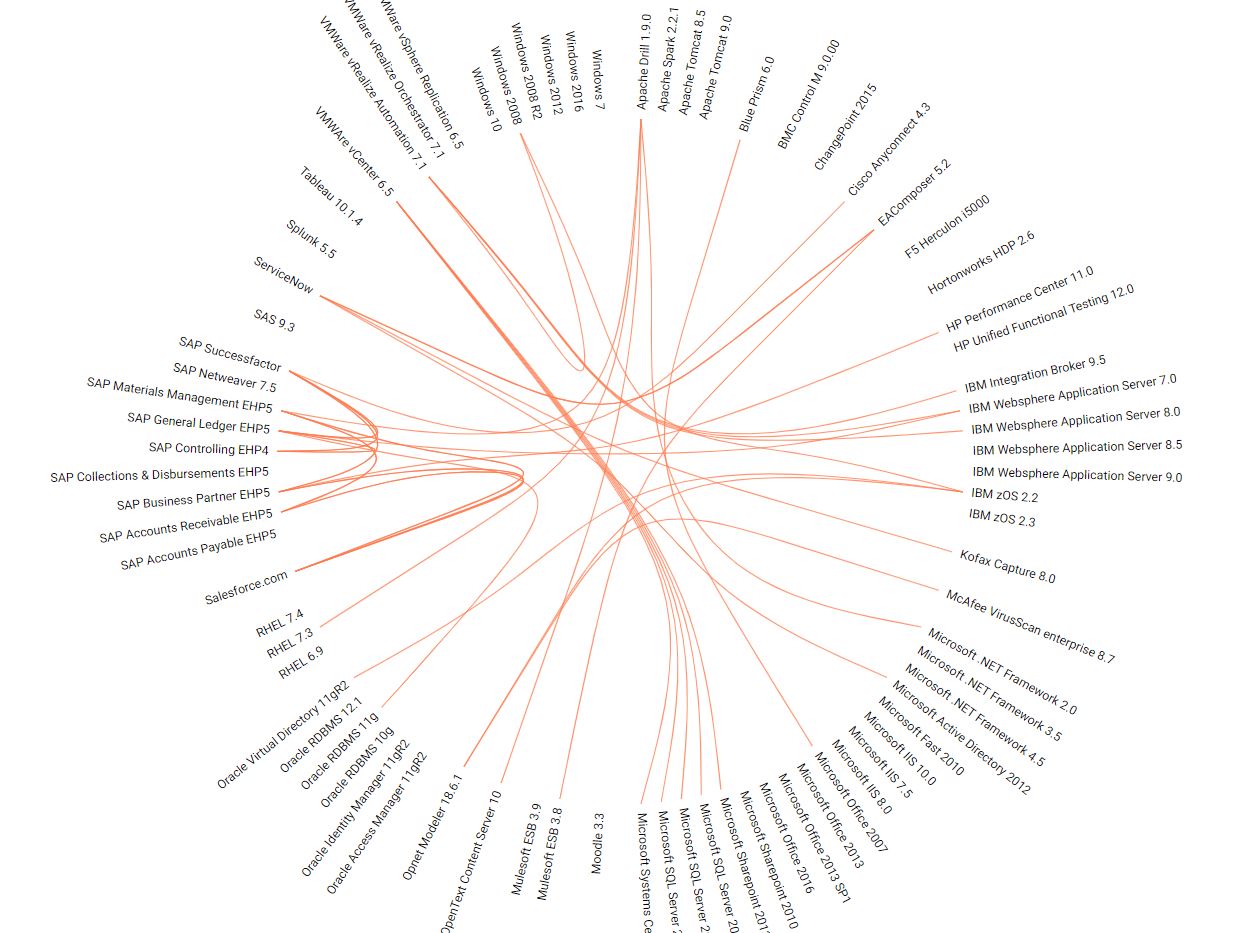 Apache Drill 1.9.0
Apache Spark 2.2.1
Apache Tomcat 8.5
Apache Tomcat 9.0
Blue Prism 6.0
BMC Control M 9.0.00
ChangePoint 2015
Cisco Anyconnect 4.3
EAComposer 5.2
F5 Herculon i5000
Hortonworks HDP 2.6
HP Performance Center 11.0
HP Unified Functional Testing 12.0
IBM Integration Broker 9.5
IBM Websphere Application Server 7.0
IBM Websphere Application Server 8.0
IBM Websphere Application Server 8.5
IBM Websphere Application Server 9.0
IBM zOS 2.2
IBM zOS 2.3
Kofax Capture 8.0
McAfee VirusScan enterprise 8.7
Microsoft .NET Framework 2.0
Microsoft .NET Framework 3.5
Microsoft .NET Framework 4.5
Microsoft Active Directory 2012
Microsoft Fast 2010
Microsoft IIS 10.0
Microsoft IIS 7.5
Microsoft IIS 8.0
Microsoft Office 2007
Microsoft Office 2013
Microsoft Office 2013 SP1
Microsoft Office 2016
Microsoft Sharepoint 2010
Microsoft Sharepoint 201
Microsoft SQL Server 20
Microsoft SQL Server 2
Microsoft SQL Server 2
Microsoft Systems Ce
Moodle 3.3
Mulesoft ESB 3.8
Mulesoft ESB 3.9
OpenText Content Server 10
Opnet Modeler 18.6.1
Oracle Access Manager 11gR2
Oracle Identity Manager 11gR2
Oracle RDBMS 10g
Oracle RDBMS 11g
Oracle RDBMS 12.1
Oracle Virtual Directory 11gR2
RHEL 6.9
RHEL 7.3
RHEL 7.4
Salesforce.com
SAP Accounts Payable EHP5
SAP Accounts Receivable EHP5
SAP Business Partner EHP5
SAP Collections & Disbursements EHP5
SAP Controlling EHP4
SAP General Ledger EHP5
SAP Materials Management EHP5
SAP Netweaver 7.5
SAP Successfactor
SAS 9.3
ServiceNow
Splunk 5.5
Tableau 10.1.4
VMWAre vCenter 6.5
VMWare vRealize Automation 7.1
VMWare vRealize Orchestrator 7.1
MWare vSphere Replication 6.5
Windows 10
Windows 2008
Windows 2008 R2
Windows 2012
Windows 2016
Windows 7